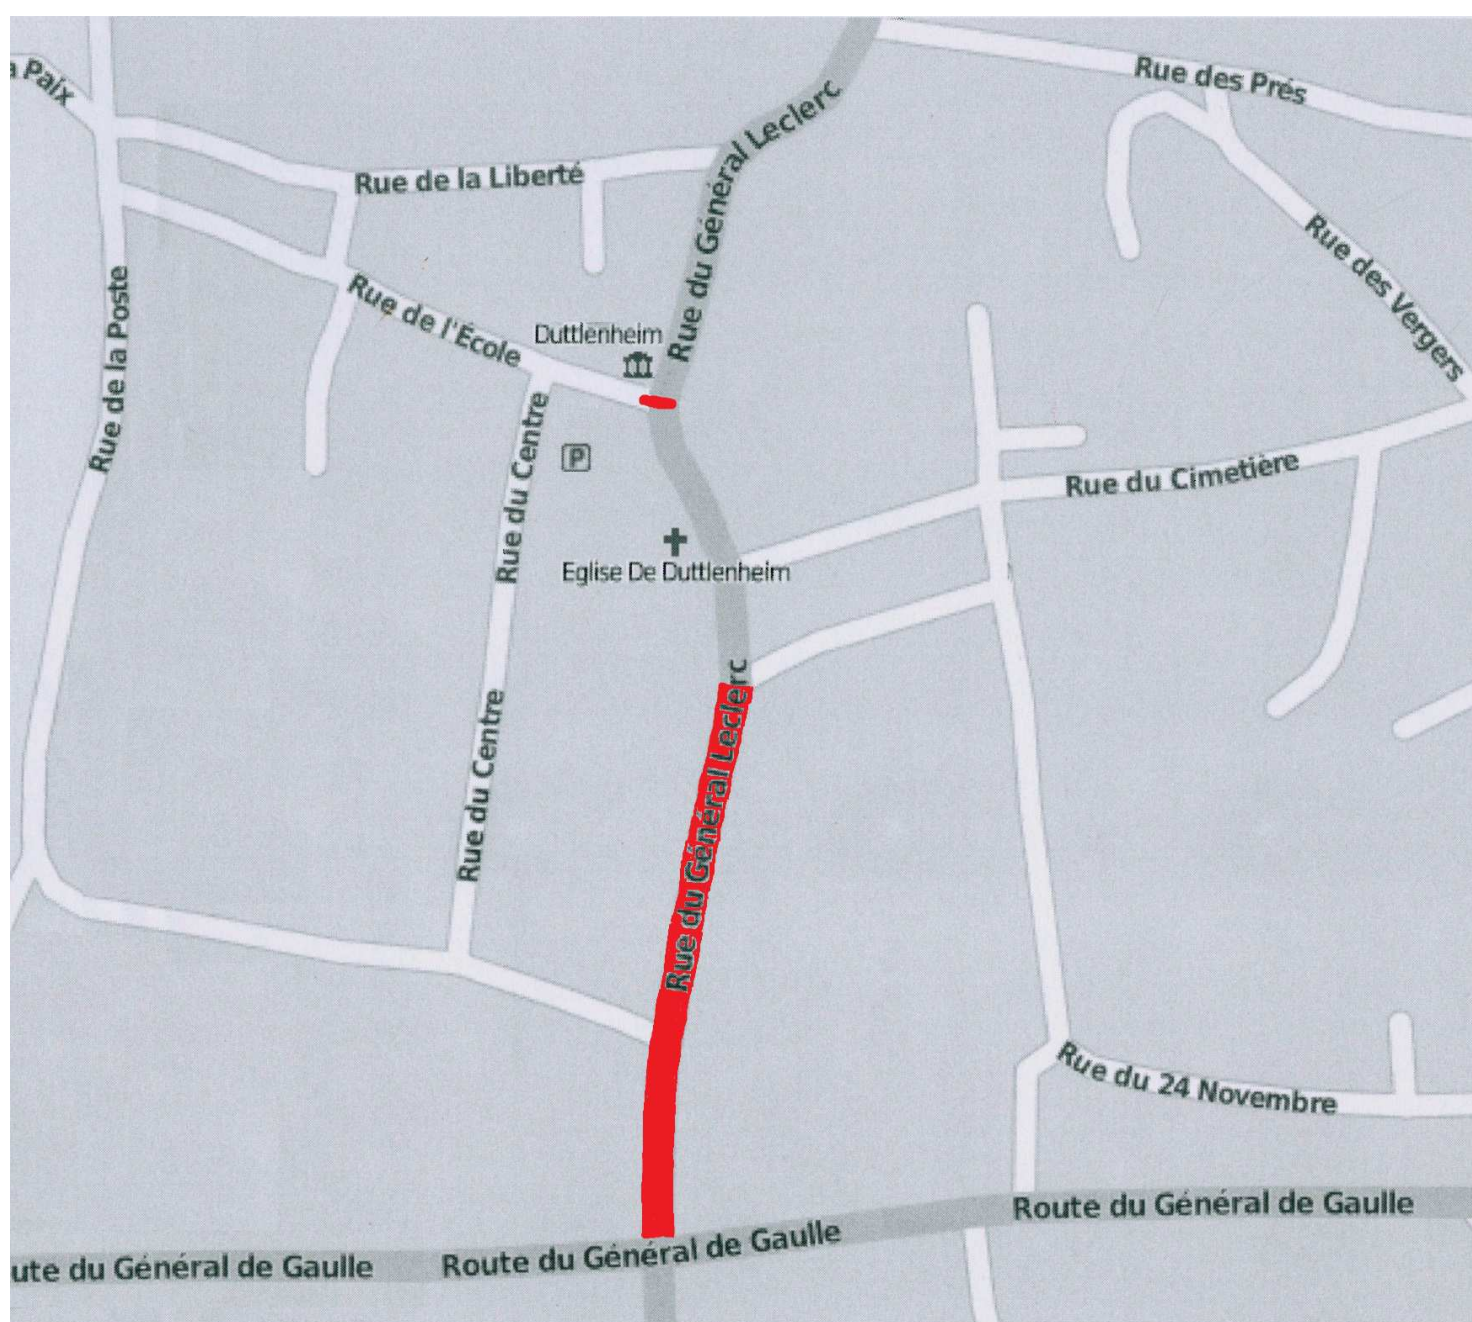 a Paix
Rue des Prés
Rue du Général Leclerc
Rue de la Liberté
Rue des Vergers
Rue de la Poste
Rue de l'École
Duttlenheim
Rue du Centre
P
Rue du Cimetière
Eglise De Duttlenheim
Rue du Général Leclerc
Rue du Centre
Rue du 24 Novembre
Route du Général de Gaulle
Route du Général de Gaulle
ute du Général de Gaulle